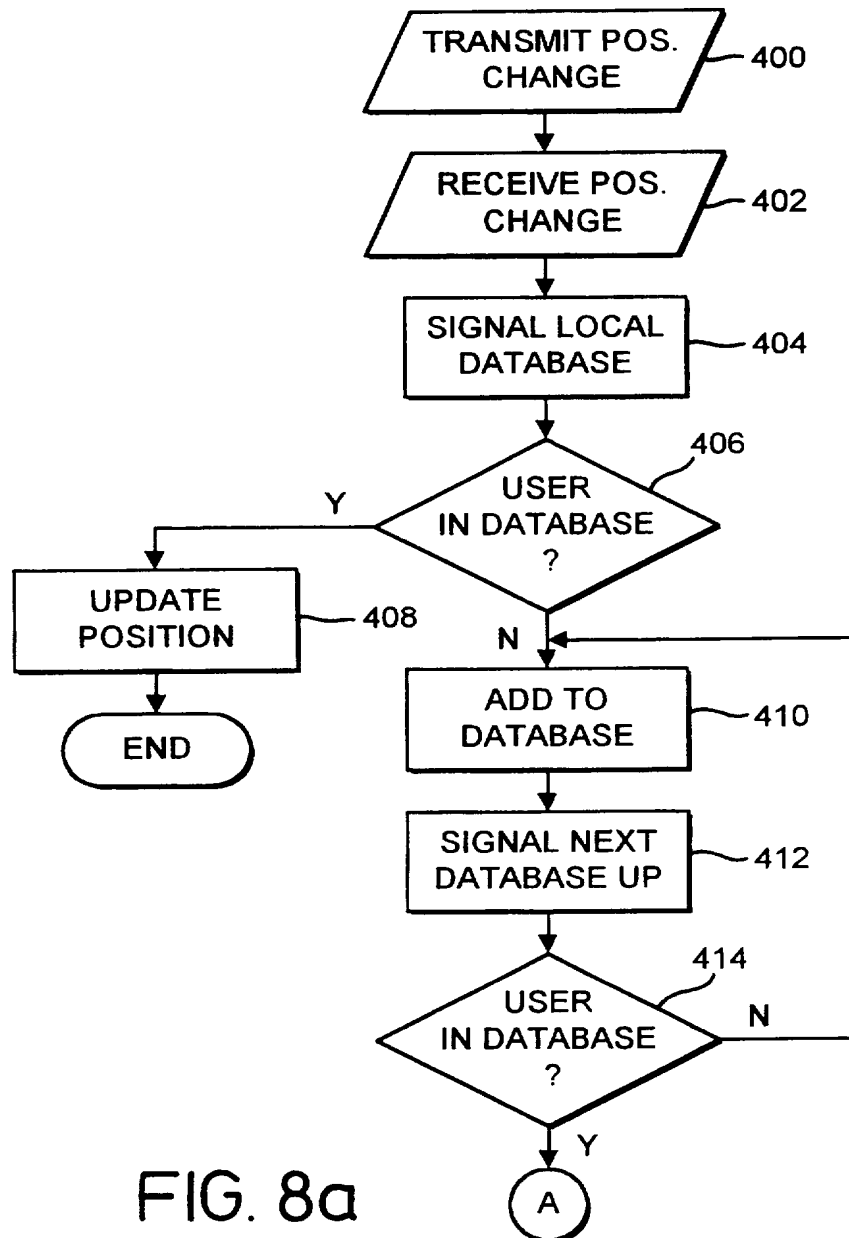 TRANSMIT POS.
CHANGE
400
RECEIVE POS.
CHANGE
402
SIGNAL LOCAL
DATABASE
404
406
USER
IN DATABASE
?
Y
N
UPDATE
POSITION
408
END
ADD TO
DATABASE
410
SIGNAL NEXT
DATABASE UP
412
414
USER
IN DATABASE
?
N
Y
A
FIG. 8a